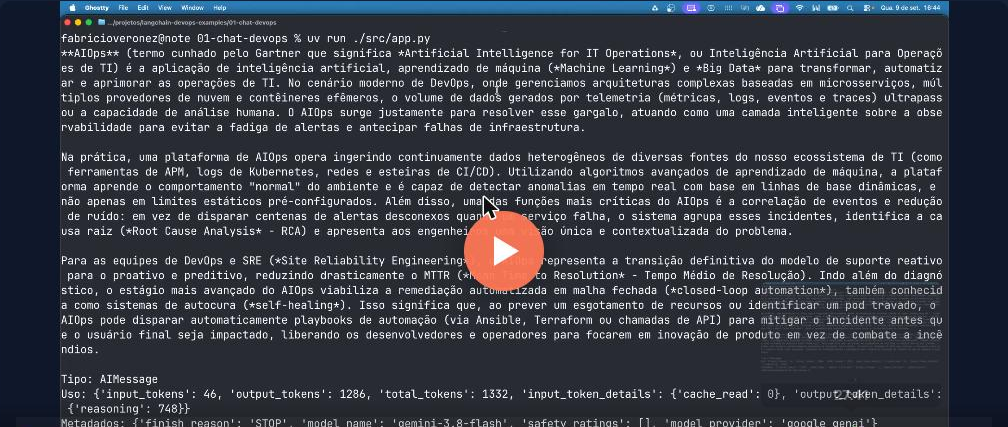 Ghostty File Edit View Window Help Qua. 9 de set. 16:44
.../projetos/langchain-devops-examples/01-chat-devops
fabricioveronez@note 01-chat-devops % uv run ./src/app.py
**AIOps** (termo cunhado pelo Gartner que significa *Artificial Intelligence for IT Operations*, ou Inteligência Artificial para Operaçõ
es de TI) é a aplicação de inteligência artificial, aprendizado de máquina (*Machine Learning*) e *Big Data* para transformar, automatiz
ar e aprimorar as operações de TI. No cenário moderno de DevOps, onde gerenciamos arquiteturas complexas baseadas em microsserviços, múl
tiplos provedores de nuvem e contêineres efêmeros, o volume de dados gerados por telemetria (métricas, logs, eventos e traces) ultrapass
ou a capacidade de análise humana. O AIOps surge justamente para resolver esse gargalo, atuando como uma camada inteligente sobre a obse
rvabilidade para evitar a fadiga de alertas e antecipar falhas de infraestrutura.
Na prática, uma plataforma de AIOps opera ingerindo continuamente dados heterogêneos de diversas fontes do nosso ecossistema de TI (como
ferramentas de APM, logs de Kubernetes, redes e esteiras de CI/CD). Utilizando algoritmos avançados de aprendizado de máquina, a plataf
orma aprende o comportamento "normal" do ambiente e é capaz de detectar anomalias em tempo real com base em linhas de base dinâmicas, e
não apenas em limites estáticos pré-configurados. Além disso, uma das funções mais críticas do AIOps é a correlação de eventos e redução
de ruído: em vez de disparar centenas de alertas desconexos quan serviço falha, o sistema agrupa esses incidentes, identifica a ca
usa raiz (*Root Cause Analysis* - RCA) e apresenta aos engenhei visão única e contextualizada do problema.
Para as equipes de DevOps e SRE (*Site Reliability Engineering* representa a transição definitiva do modelo de suporte reativo
para o proativo e preditivo, reduzindo drasticamente o MTTR (*Mean Time to Resolution* - Tempo Médio de Resolução). Indo além do diagnó
stico, o estágio mais avançado do AIOps viabiliza a remediação automatizada em malha fechada (*closed-loop automation*), também conhecid
a como sistemas de autocura (*self-healing*). Isso significa que, ao prever um esgotamento de recursos ou identificar um pod travado,
AIOps pode disparar automaticamente playbooks de automação (via Ansible, Terraform ou chamadas de API) para mitigar o incidente antes qu
e o usuário final seja impactado, liberando os desenvolvedores e operadores para focarem em inovação de produto em vez de combate a incê
ndios.
Tipo: AIMessage
Uso: {'input_tokens': 46, 'output_tokens': 1286, 'total_tokens': 1332, 'input_token_details': {'cache_read': 0}, 'output_token_details':
{'reasoning': 748}}
Metadados: {'finish_reason': 'STOP', 'model_name': 'gemini-3.8-flash', 'safety_ratings': [], 'model_provider': 'google_genai'}